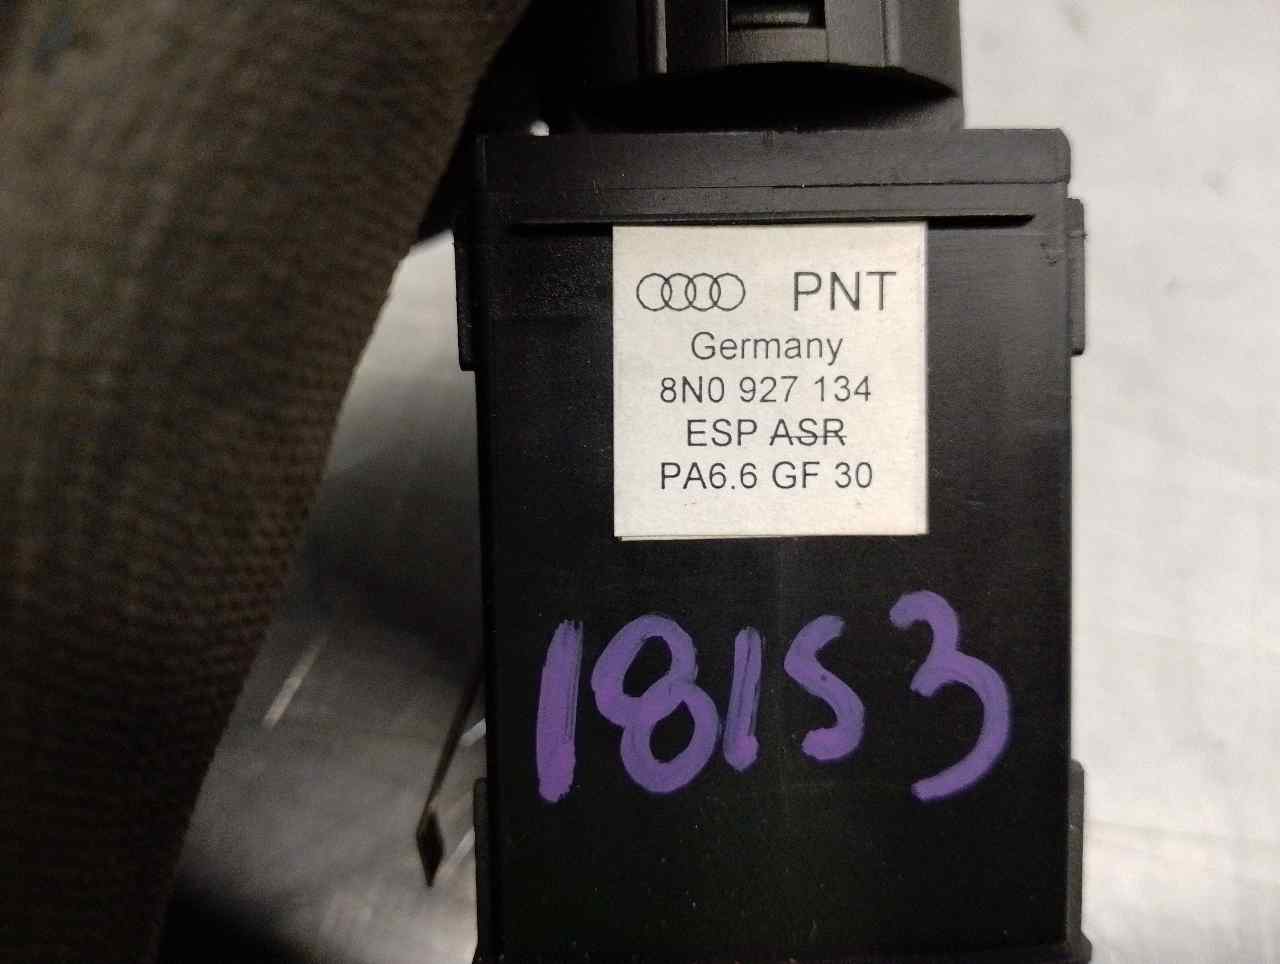 PNT
Germany
8N0 927 134
ESP ASR
PA6.6 GF 30
18153